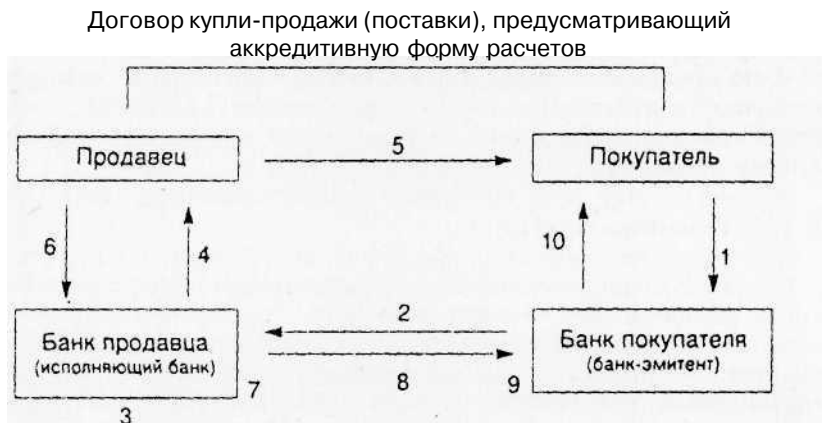 Договор купли-продажи (поставки), предусматривающий
аккредитивную форму расчетов
Продавец
5
Покупатель
6
4
10
1
Банк продавца
(исполняющий банк)
2
Банк покупателя
(банк-эмитент)
7
8
9
3